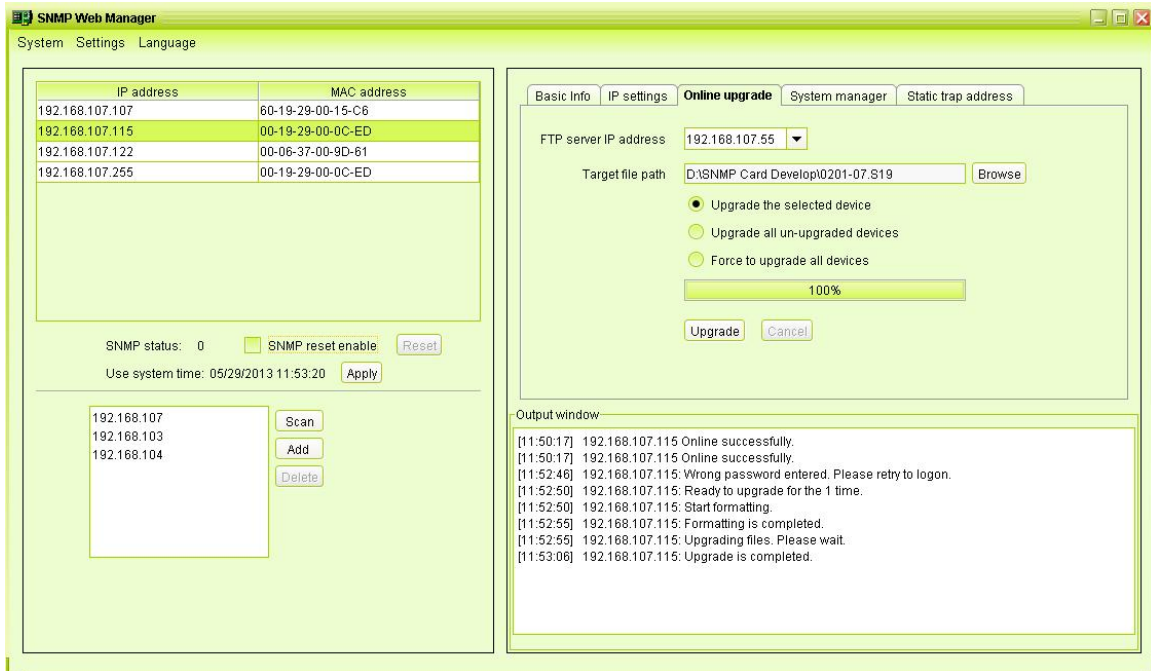 SNMP Web Manager
System Settings Language
IP address MAC address
192.168.107.107 60-19-29-00-15-C6
192.168.107.115 00-19-29-00-0C-ED
192.168.107.122 00-06-37-00-9D-61
192.168.107.255 00-19-29-00-0C-ED
SNMP status: 0 SNMP reset enable Reset
Use system time: 05/29/2013 11:53:20 Apply
192.168.107
192.168.103
192.168.104
Scan
Add
Delete
Basic Info IP settings Online upgrade System manager Static trap address
FTP server IP address 192.168.107.55
Target file path D:\SNMP Card Develop\0201-07.S19 Browse
Upgrade the selected device
Upgrade all un-upgraded devices
Force to upgrade all devices
100%
Upgrade Cancel
Output window
[11:50:17] 192.168.107.115 Online successfully.
[11:50:17] 192.168.107.115 Online successfully.
[11:52:46] 192.168.107.115: Wrong password entered. Please retry to logon.
[11:52:50] 192.168.107.115: Ready to upgrade for the 1 time.
[11:52:50] 192.168.107.115: Start formatting.
[11:52:55] 192.168.107.115: Formatting is completed.
[11:52:55] 192.168.107.115: Upgrading files. Please wait.
[11:53:06] 192.168.107.115: Upgrade is completed.